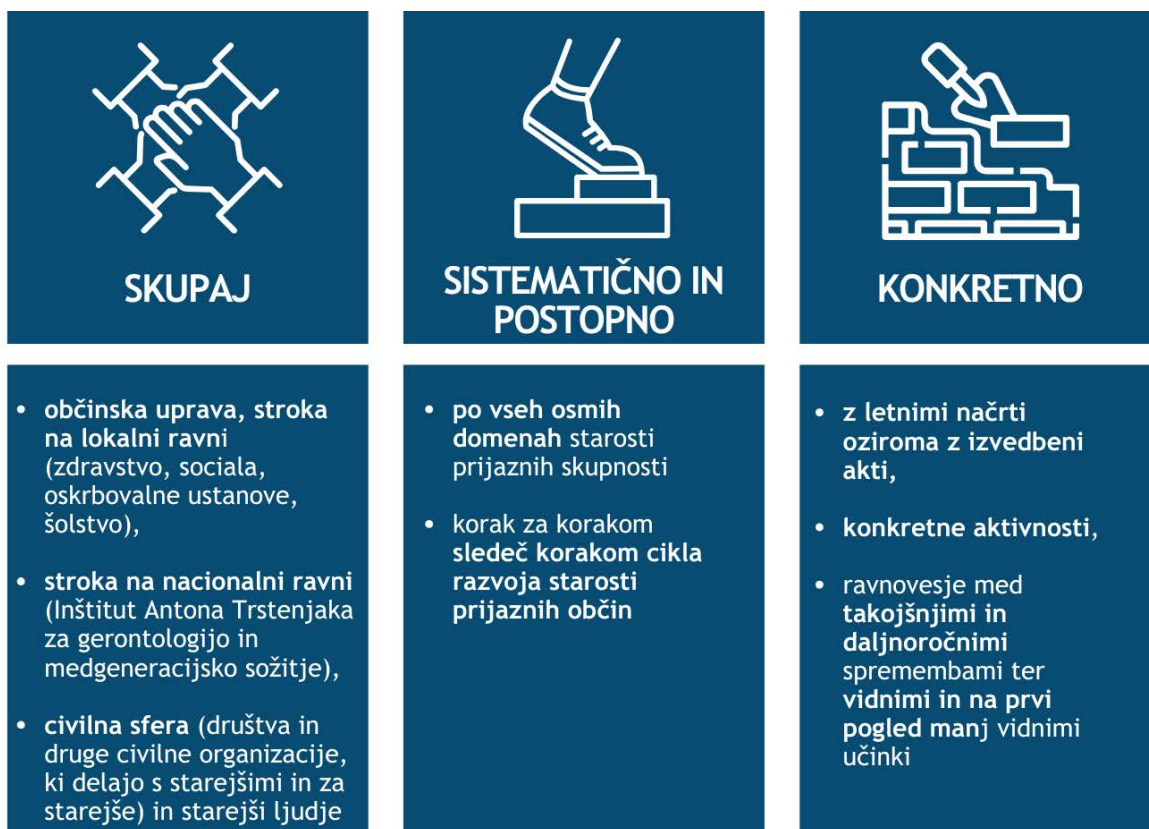 SKUPAJ
• občinska uprava, stroka
na lokalni ravni
(zdravstvo, sociala,
oskrbovalne ustanove,
šolstvo),
• stroka na nacionalni ravni
(Inštitut Antona Trstenjaka
za gerontologijo in
medgeneracijsko sožitje),
• civilna sfera (društva in
druge civilne organizacije,
ki delajo s starejšimi in za
starejše) in starejši ljudje
SISTEMATIČNO IN
POSTOPNO
• po vseh osmih
domenah starosti
prijaznih skupnosti
• korak za korakom
sledeč korakom cikla
razvoja starosti
prijaznih občin
KONKRETNO
• z letnimi načrti
oziroma z izvedbeni
akti,
• konkretne aktivnosti,
• ravnovesje med
takojšnjimi in
daljnoročnimi
spremembami ter
vidnimi in na prvi
pogled manj vidnimi
učinki